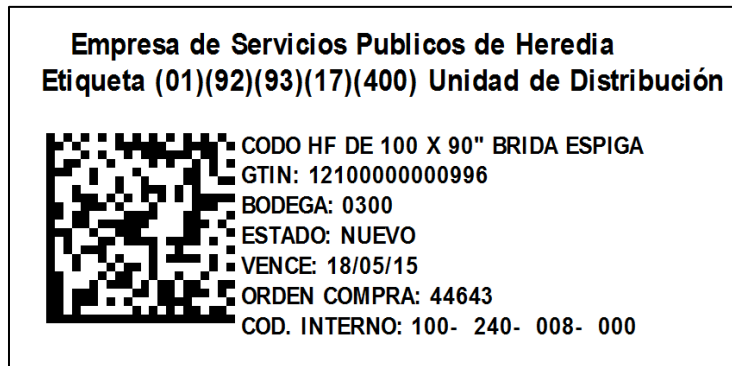 Empresa de Servicios Publicos de Heredia
Etiqueta (01)(92)(93)(17)(400) Unidad de Distribución
CODO HF DE 100 X 90" BRIDA ESPIGA
GTIN: 12100000000996
BODEGA: 0300
ESTADO: NUEVO
VENCE: 18/05/15
ORDEN COMPRA: 44643
COD. INTERNO: 100- 240- 008- 000